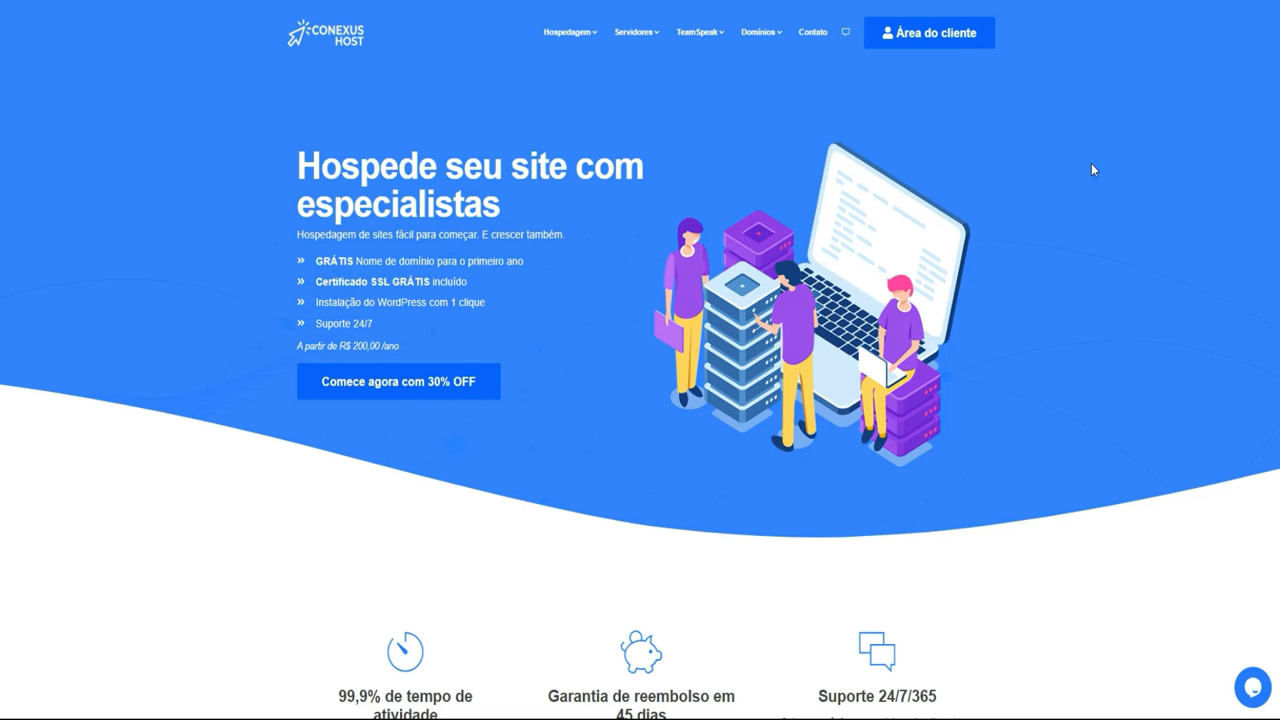 CONEXUS
HOST
Hospedagem
Servidores
TeamSpeak
Domínios
Contato
Área do cliente
Hospede seu site com
especialistas
Hospedagem de sites fácil para começar. E crescer também.
» GRÁTIS Nome de domínio para o primeiro ano
» Certificado SSL GRÁTIS incluído
» Instalação do WordPress com 1 clique
» Suporte 24/7
A partir de R$ 200,00 /ano
Comece agora com 30% OFF
99,9% de tempo de
atividade
Garantia de reembolso em
45 dias
Suporte 24/7/365